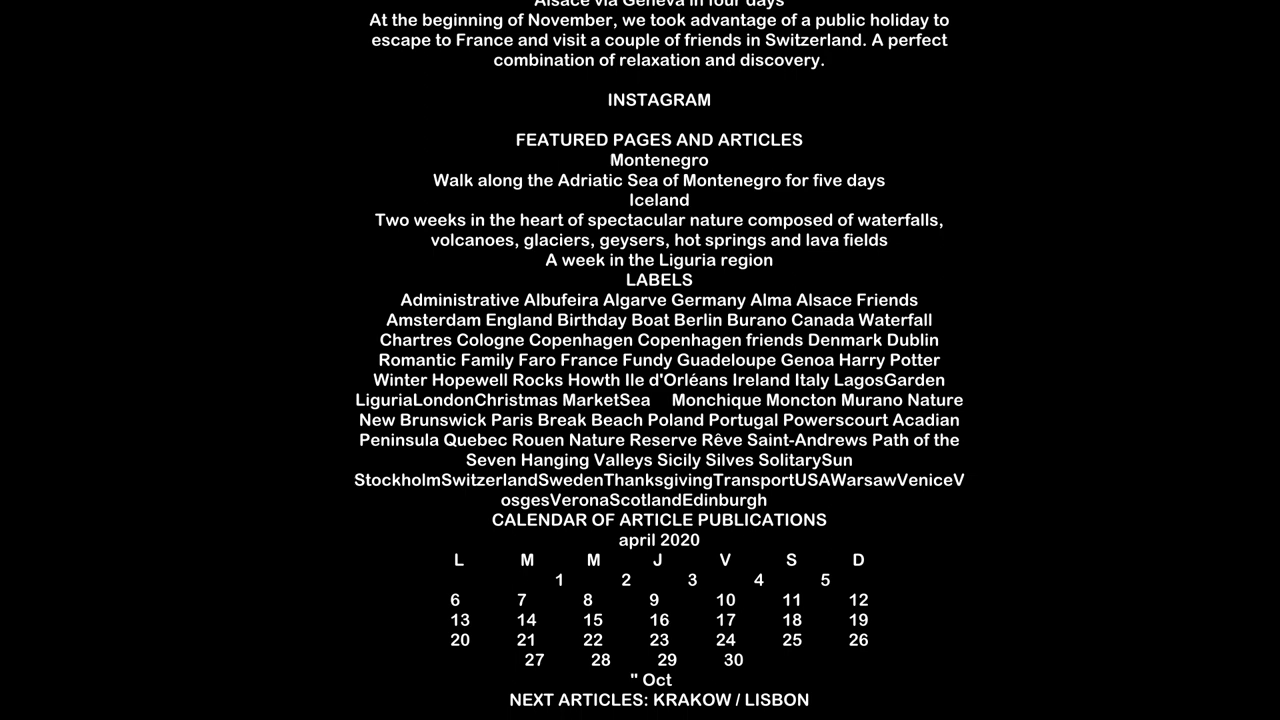 Alsace via Geneva in four days
At the beginning of November, we took advantage of a public holiday to
escape to France and visit a couple of friends in Switzerland. A perfect
combination of relaxation and discovery.
INSTAGRAM
FEATURED PAGES AND ARTICLES
Montenegro
Walk along the Adriatic Sea of Montenegro for five days
Iceland
Two weeks in the heart of spectacular nature composed of waterfalls,
volcanoes, glaciers, geysers, hot springs and lava fields
A week in the Liguria region
LABELS
Administrative Albufeira Algarve Germany Alma Alsace Friends
Amsterdam England Birthday Boat Berlin Burano Canada Waterfall
Chartres Cologne Copenhagen Copenhagen friends Denmark Dublin
Romantic Family Faro France Fundy Guadeloupe Genoa Harry Potter
Winter Hopewell Rocks Howth Ile d'Orléans Ireland Italy LagosGarden
LiguriaLondonChristmas MarketSea Monchique Moncton Murano Nature
New Brunswick Paris Break Beach Poland Portugal Powerscourt Acadian
Peninsula Quebec Rouen Nature Reserve Rêve Saint-Andrews Path of the
Seven Hanging Valleys Sicily Silves SolitarySun
StockholmSwitzerlandSwedenThanksgivingTransportUSAWarsawVeniceV
osgesVeronaScotlandEdinburgh
CALENDAR OF ARTICLE PUBLICATIONS
april 2020
L M M J V S D
1 2 3 4 5
6 7 8 9 10 11 12
13 14 15 16 17 18 19
20 21 22 23 24 25 26
27 28 29 30
" Oct
NEXT ARTICLES: KRAKOW / LISBON